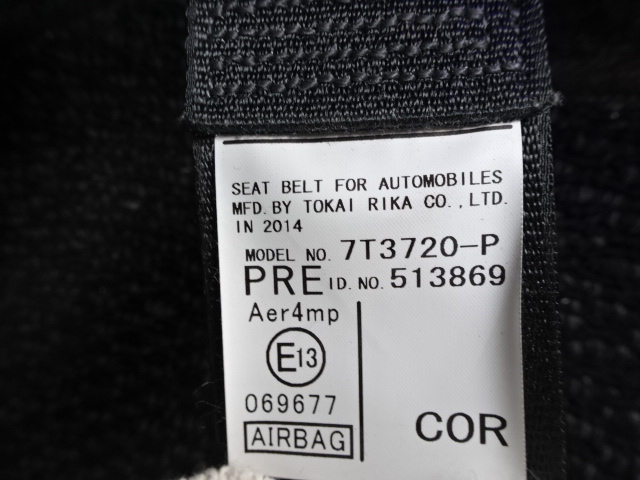 SEAT BELT FOR AUTOMOBILES
MFD. BY TOKAI RIKA CO., LTD.
IN 2014
MODEL NO. 7T3720-P
PRE ID. NO. 513869
Aer4mp
E13
069677
AIRBAG
COR